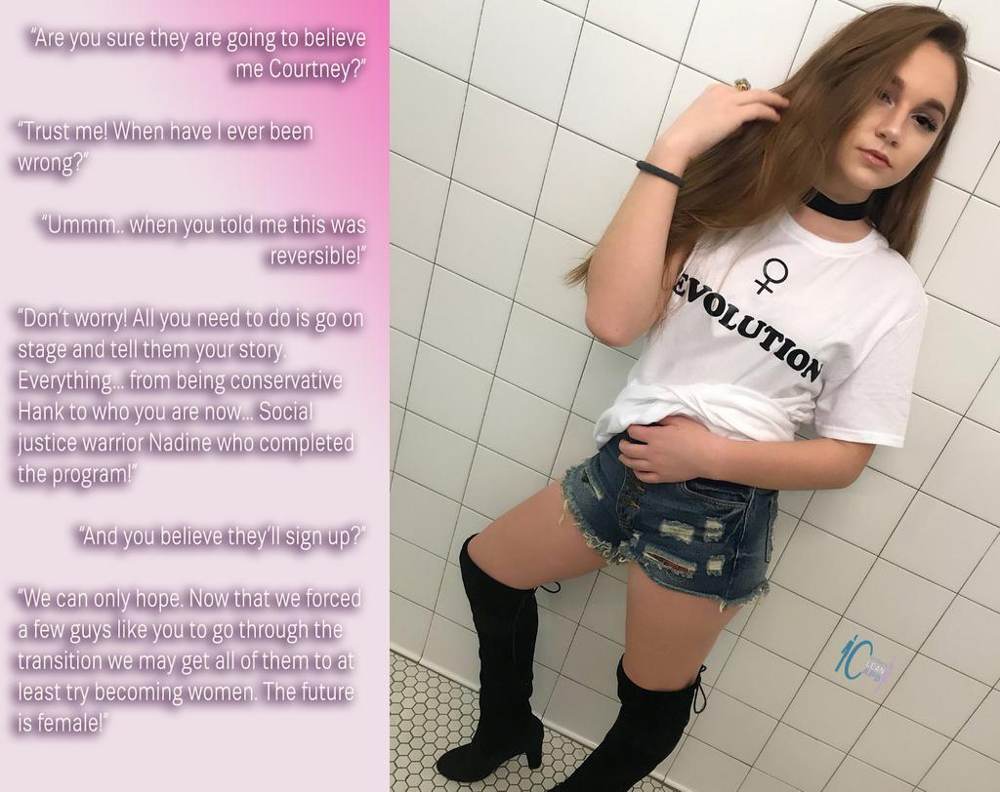 “Are you sure they are going to believe
me Courtney?”
“Trust me! When have I ever been
wrong?”
“Ummm.. when you told me this was
reversible!”
“Don’t worry! All you need to do is go on
stage and tell them your story.
Everything... from being conservative
Hank to who you are now... Social
justice warrior Nadine who completed
the program!”
“And you believe they’ll sign up?”
“We can only hope. Now that we forced
a few guys like you to go through the
transition we may get all of them to at
least try becoming women. The future
is female!”
EVOLUTION
iC
LEAN